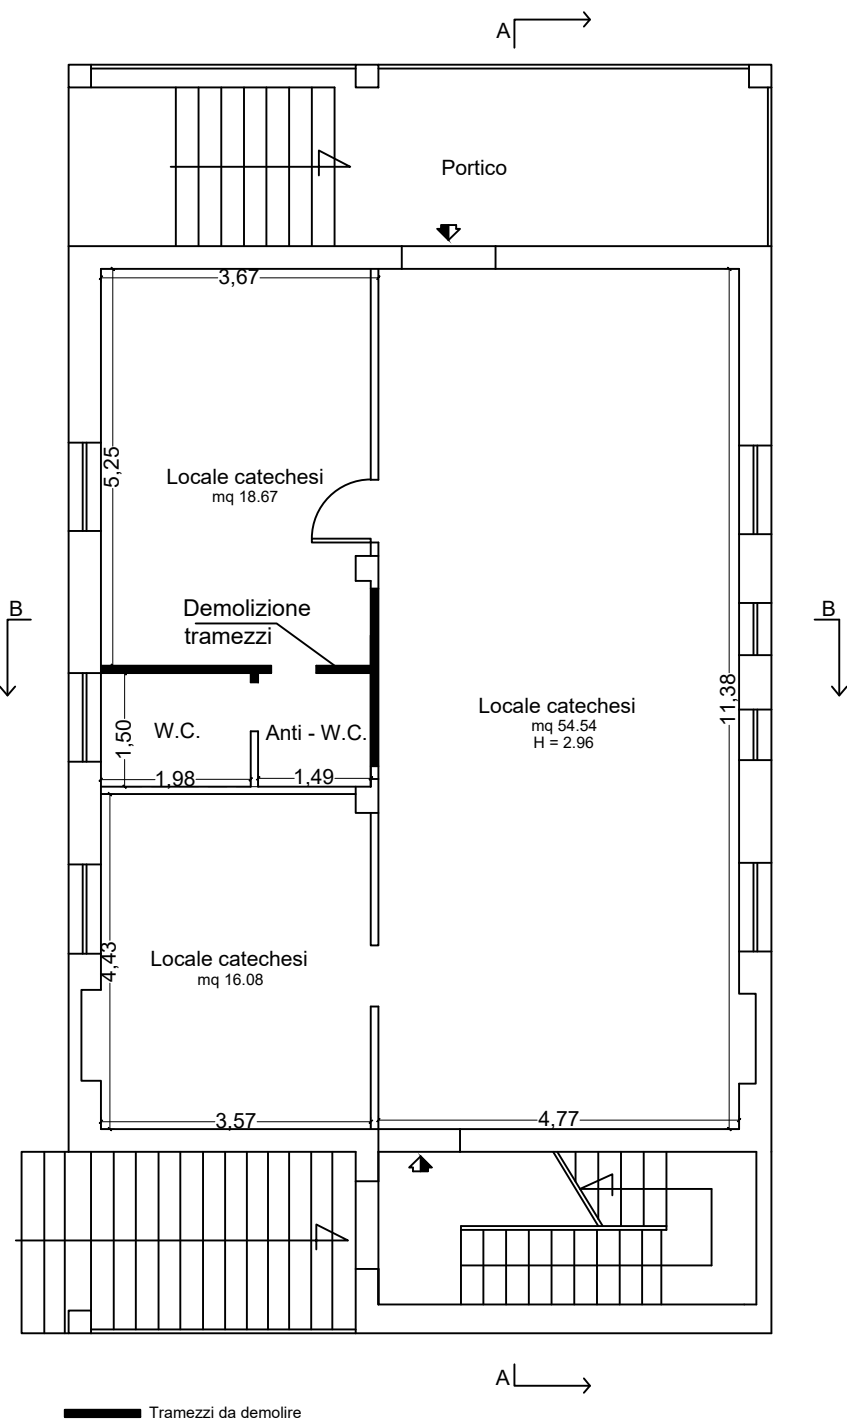 A
Portico
3,67
5,25
Locale catechesi
mq 18.67
B
B
Demolizione
tramezzi
Locale catechesi
mq 54.54
H = 2.96
11,38
1,50
W.C.
Anti - W.C.
1,98
1,49
4,43
Locale catechesi
mq 16.08
3,57
4,77
A
Tramezzi da demolire